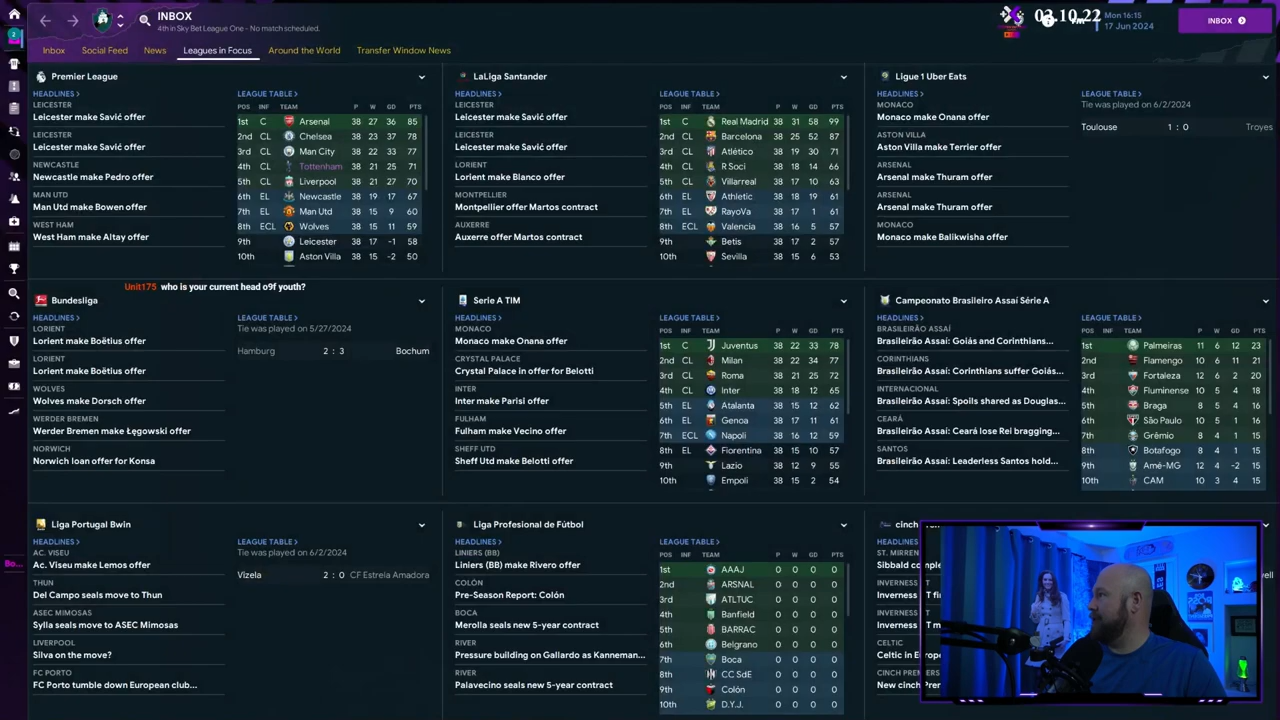 INBOX
4th in Sky Bet League One - No match scheduled.
03.10.22
Mon 16:15
17 Jun 2024
INBOX
Inbox
Social Feed
News
Leagues in Focus
Around the World
Transfer Window News
Premier League
HEADLINES >
LEICESTER
Leicester make Savić offer
LEICESTER
Leicester make Savić offer
NEWCASTLE
Newcastle make Pedro offer
MAN UTD
Man Utd make Bowen offer
WEST HAM
West Ham make Altay offer
LEAGUE TABLE >
POS INF TEAM P W GD PTS
1st C Arsenal 38 27 36 85
2nd CL Chelsea 38 23 37 78
3rd CL Man City 38 22 33 77
4th CL Tottenham 38 21 25 71
5th CL Liverpool 38 21 27 70
6th EL Newcastle 38 19 17 67
7th EL Man Utd 38 15 9 60
8th ECL Wolves 38 15 11 59
9th Leicester 38 17 -1 58
10th Aston Villa 38 15 -2 50
LaLiga Santander
HEADLINES >
LEICESTER
Leicester make Savić offer
LEICESTER
Leicester make Savić offer
LORIENT
Lorient make Blanco offer
MONTPELLIER
Montpellier offer Martos contract
AUXERRE
Auxerre offer Martos contract
LEAGUE TABLE >
POS INF TEAM P W GD PTS
1st C Real Madrid 38 31 58 99
2nd CL Barcelona 38 25 52 87
3rd CL Atlético 38 19 30 71
4th CL R Soci 38 18 14 66
5th CL Villarreal 38 17 10 63
6th EL Athletic 38 18 19 61
7th EL RayoVa 38 17 1 61
8th ECL Valencia 38 16 5 57
9th Betis 38 17 2 57
10th Sevilla 38 15 6 53
Ligue 1 Uber Eats
HEADLINES >
MONACO
Monaco make Onana offer
ASTON VILLA
Aston Villa make Terrier offer
ARSENAL
Arsenal make Thuram offer
ARSENAL
Arsenal make Thuram offer
MONACO
Monaco make Balikwisha offer
LEAGUE TABLE >
Tie was played on 6/2/2024
Toulouse 1 : 0 Troyes
Unit175 who is your current head o9f youth?
Bundesliga
HEADLINES >
LORIENT
Lorient make Boëtius offer
LORIENT
Lorient make Boëtius offer
WOLVES
Wolves make Dorsch offer
WERDER BREMEN
Werder Bremen make Łęgowski offer
NORWICH
Norwich loan offer for Konsa
LEAGUE TABLE >
Tie was played on 5/27/2024
Hamburg 2 : 3 Bochum
Serie A TIM
HEADLINES >
MONACO
Monaco make Onana offer
CRYSTAL PALACE
Crystal Palace in offer for Belotti
INTER
Inter make Parisi offer
FULHAM
Fulham make Vecino offer
SHEFF UTD
Sheff Utd make Belotti offer
LEAGUE TABLE >
POS INF TEAM P W GD PTS
1st C Juventus 38 22 33 78
2nd CL Milan 38 22 34 77
3rd CL Roma 38 21 25 72
4th CL Inter 38 18 12 65
5th EL Atalanta 38 15 12 62
6th EL Genoa 38 17 11 61
7th ECL Napoli 38 16 12 59
8th EL Fiorentina 38 15 10 57
9th Lazio 38 12 9 55
10th Empoli 38 15 2 54
Campeonato Brasileiro Assaí Série A
HEADLINES >
BRASILEIRÃO ASSAÍ
Brasileirão Assaí: Goiás and Corinthians...
CORINTHIANS
Brasileirão Assaí: Corinthians suffer Goiás...
INTERNACIONAL
Brasileirão Assaí: Spoils shared as Douglas...
CEARÁ
Brasileirão Assaí: Ceará lose Rei bragging...
SANTOS
Brasileirão Assaí: Leaderless Santos hold...
LEAGUE TABLE >
POS INF TEAM P W GD PTS
1st Palmeiras 11 6 12 23
2nd Flamengo 10 6 11 21
3rd Fortaleza 12 6 2 20
4th Fluminense 10 6 1 18
5th Braga 8 5 4 16
6th São Paulo 10 5 1 16
7th Grêmio 8 4 1 15
8th Botafogo 8 4 1 15
9th Amé-MG 12 4 -2 15
10th CAM 10 3 4 15
Liga Portugal Bwin
HEADLINES >
AC. VISEU
Ac. Viseu make Lemos offer
THUN
Del Campo seals move to Thun
ASEC MIMOSAS
Sylla seals move to ASEC Mimosas
LIVERPOOL
Silva on the move?
FC PORTO
FC Porto tumble down European club...
LEAGUE TABLE >
Tie was played on 6/2/2024
Vizela 2 : 0 CF Estrela Amadora
Liga Profesional de Fútbol
HEADLINES >
LINIERS (BB)
Liniers (BB) make Rivero offer
COLÓN
Pre-Season Report: Colón
BOCA
Merolla seals new 5-year contract
RIVER
Pressure building on Gallardo as Kanneman...
RIVER
Palavecino seals new 5-year contract
LEAGUE TABLE >
POS INF TEAM P W GD PTS
1st AAAJ 0 0 0 0
2nd ARSNAL 0 0 0 0
3rd ATLTUC 0 0 0 0
4th Banfield 0 0 0 0
5th BARRAC 0 0 0 0
6th Belgrano 0 0 0 0
7th Boca 0 0 0 0
8th CC SdE 0 0 0 0
9th Colón 0 0 0 0
10th D.Y.J. 0 0 0 0
cinch
HEADLINES
ST. MIRREN
Sibbald comple
INVERNESS
Inverness
INVERNESS
Inverness
CELTIC
Celtic in Europe
RANGERS
New cinch PREM
Bo...